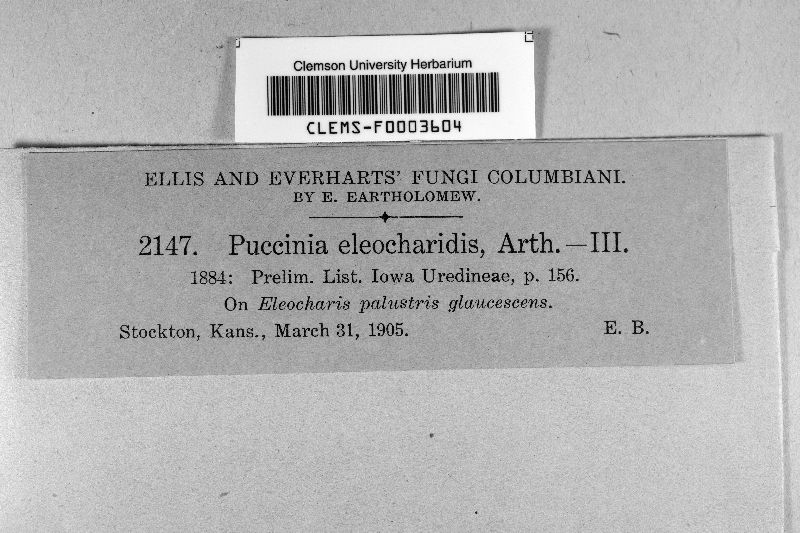 Clemson University Herbarium
CLEMS-F0003604
ELLIS AND EVERHARTS' FUNGI COLUMBIANI.
BY E. EARTHOLOMEW.
2147. Puccinia eleocharidis, Arth.—III.
1884: Prelim. List. Iowa Uredineae, p. 156.
On Eleocharis palustris glaucescens.
Stockton, Kans., March 31, 1905. E. B.